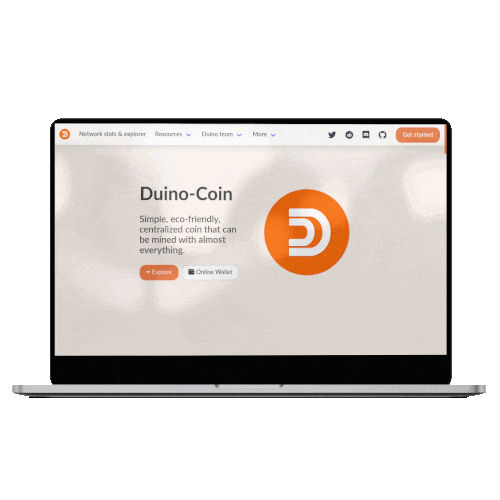 Network stats & explorer Resources Duino team More Get started
Duino-Coin
Simple, eco-friendly,
centralized coin that can
be mined with almost
everything.
Explore Online Wallet